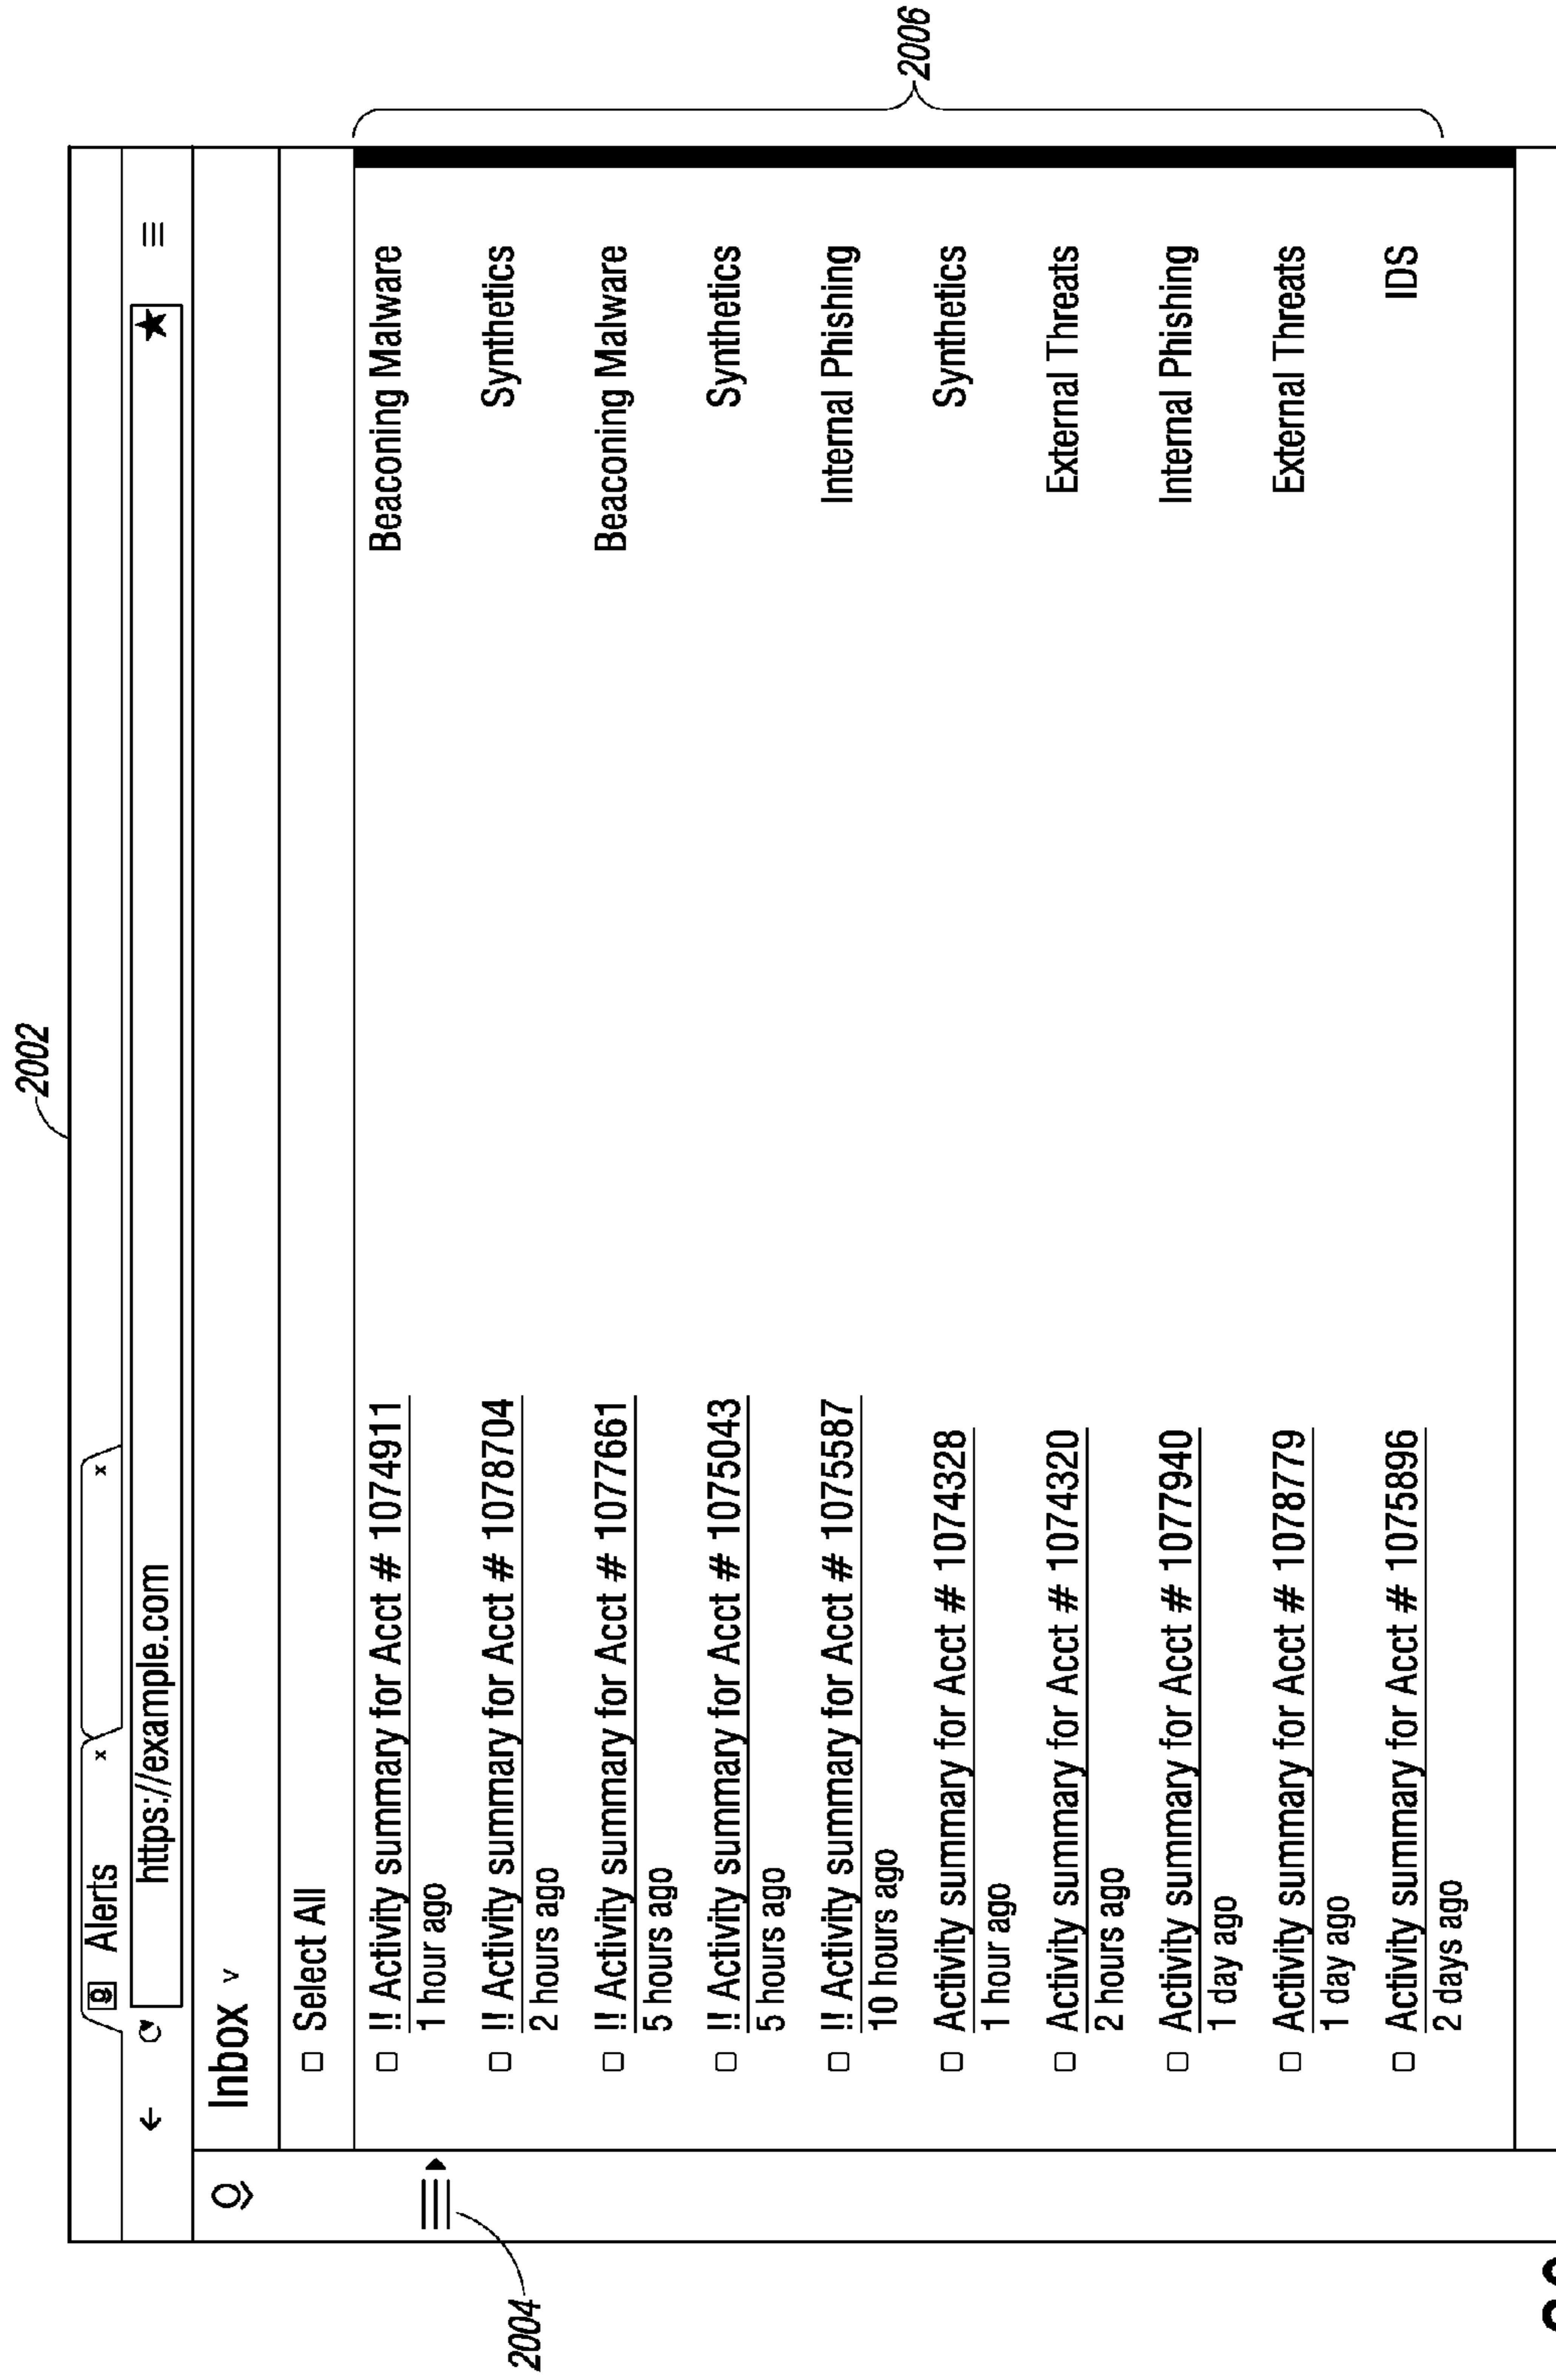 2002
Alerts x x
https://example.com
Inbox v
Select All
!! Activity summary for Acct # 1074911 Beaconing Malware
1 hour ago
!! Activity summary for Acct # 1078704 Synthetics
2 hours ago
!! Activity summary for Acct # 1077661 Beaconing Malware
5 hours ago
!! Activity summary for Acct # 1075043 Synthetics
5 hours ago
!! Activity summary for Acct # 1075587 Internal Phishing
10 hours ago
Activity summary for Acct # 1074328 Synthetics
1 hour ago
Activity summary for Acct # 1074320 External Threats
2 hours ago
Activity summary for Acct # 1077940 Internal Phishing
1 day ago
Activity summary for Acct # 1078779 External Threats
1 day ago
Activity summary for Acct # 1075896 IDS
2 days ago
2004
2006